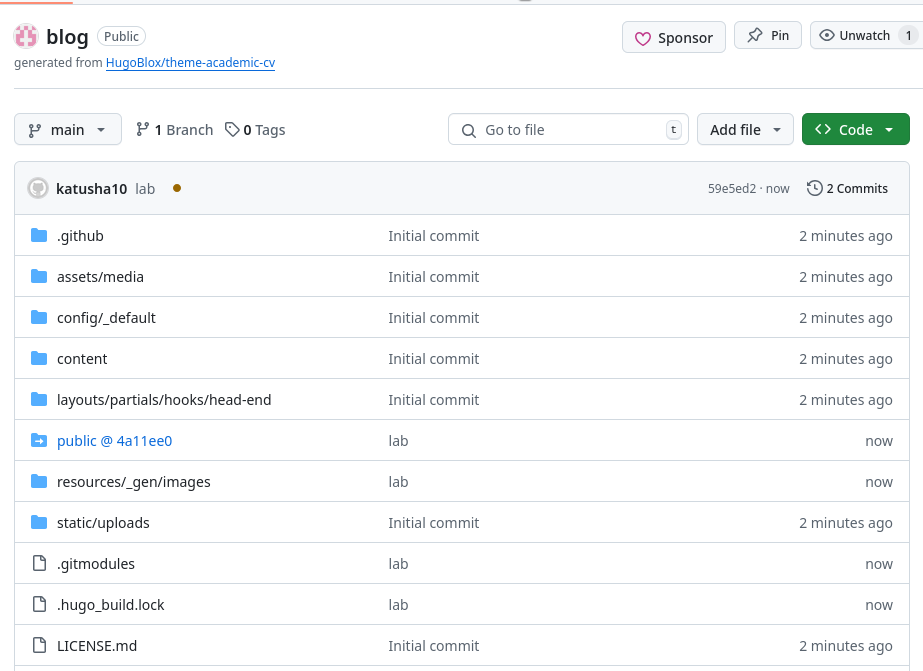 blog Public Sponsor Pin Unwatch 1
generated from HugoBlox/theme-academic-cv
main 1 Branch 0 Tags Go to file t Add file Code
katusha10 lab 59e5ed2 · now 2 Commits
.github Initial commit 2 minutes ago
assets/media Initial commit 2 minutes ago
config/_default Initial commit 2 minutes ago
content Initial commit 2 minutes ago
layouts/partials/hooks/head-end Initial commit 2 minutes ago
public @ 4a11ee0 lab now
resources/_gen/images lab now
static/uploads Initial commit 2 minutes ago
.gitmodules lab now
.hugo_build.lock lab now
LICENSE.md Initial commit 2 minutes ago